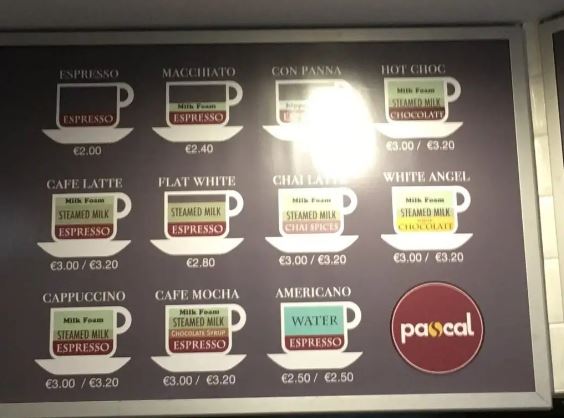 ESPRESSO MACCHIATO CON PANNA HOT CHOC
Milk Foam
Milk Foam STEAMED MILK
ESPRESSO ESPRESSO CHOCOLATE
€2.00 €2.40 €3.00 / €3.20
CAFE LATTE FLAT WHITE CHAI LATTE WHITE ANGEL
Milk Foam Milk Foam Milk Foam
STEAMED MILK STEAMED MILK STEAMED MILK STEAMED MILK
ESPRESSO ESPRESSO CHAI SPICES CHOCOLATE
€3.00 / €3.20 €2.80 €3.00 / €3.20 €3.00 / €3.20
CAPPUCCINO CAFE MOCHA AMERICANO
Milk Foam Milk Foam
STEAMED MILK STEAMED MILK WATER
CHOCOLATE SYRUP
ESPRESSO ESPRESSO ESPRESSO
€3.00 / €3.20 €3.00 / €3.20 €2.50 / €2.50
pascal